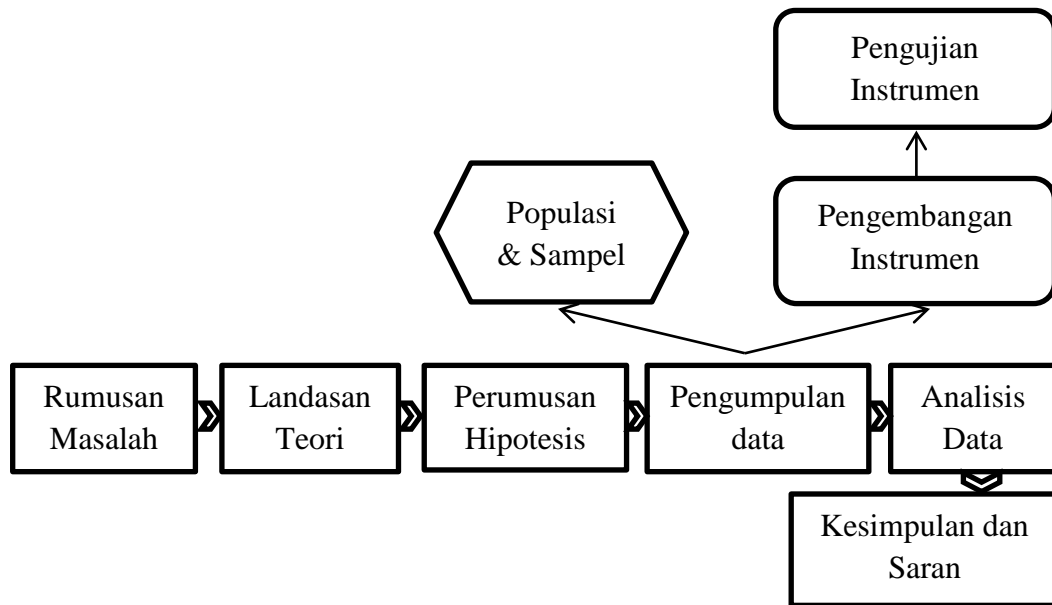 Pengujian
Instrumen
Populasi
& Sampel
Pengembangan
Instrumen
Rumusan
Masalah
Landasan
Teori
Perumusan
Hipotesis
Pengumpulan
data
Analisis
Data
Kesimpulan dan
Saran